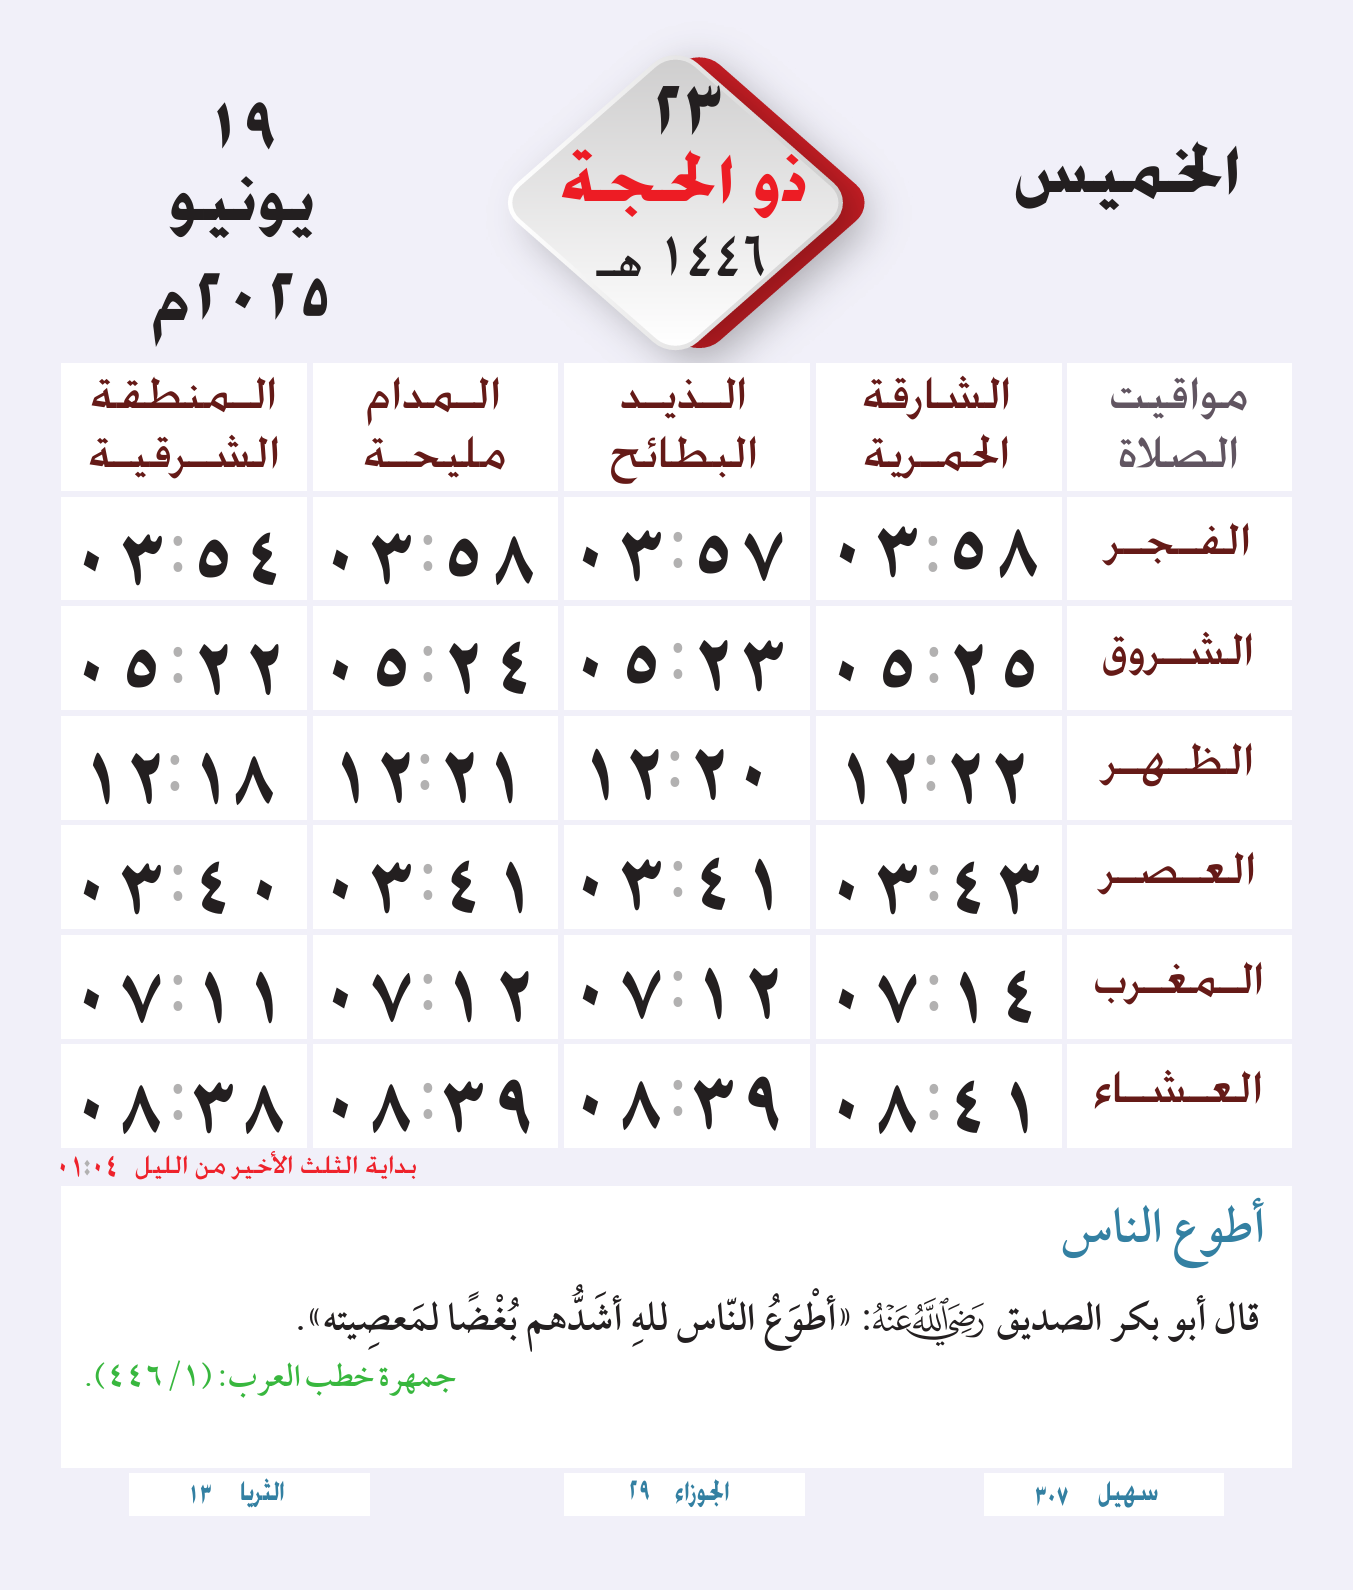 الخميس
٢٣
ذو الحجة
١٤٤٦ هـ
١٩
يونيو
٢٠٢٥م
مواقيت الصلاة
الشارقة الحمرية
الذيد البطائح
المدام مليحة
المنطقة الشرقية
الفجر ٠٣:٥٨ ٠٣:٥٧ ٠٣:٥٨ ٠٣:٥٤
الشروق ٠٥:٢٥ ٠٥:٢٣ ٠٥:٢٤ ٠٥:٢٢
الظهر ١٢:٢٢ ١٢:٢٠ ١٢:٢١ ١٢:١٨
العصر ٠٣:٤٣ ٠٣:٤١ ٠٣:٤١ ٠٣:٤٠
المغرب ٠٧:١٤ ٠٧:١٢ ٠٧:١٢ ٠٧:١١
العشاء ٠٨:٤١ ٠٨:٣٩ ٠٨:٣٩ ٠٨:٣٨
بداية الثلث الأخير من الليل ٠١:٠٤
أطوع الناس
قال أبو بكر الصديق رَضِيَ اللَّهُ عَنْهُ: «أطْوَعُ النّاس للهِ أشَدُّهم بُغْضًا لمَعصِيته».
جمهرة خطب العرب: (١/ ٤٤٦).
سهيل ٣٠٧
الجوزاء ٢٩
الثريا ١٣